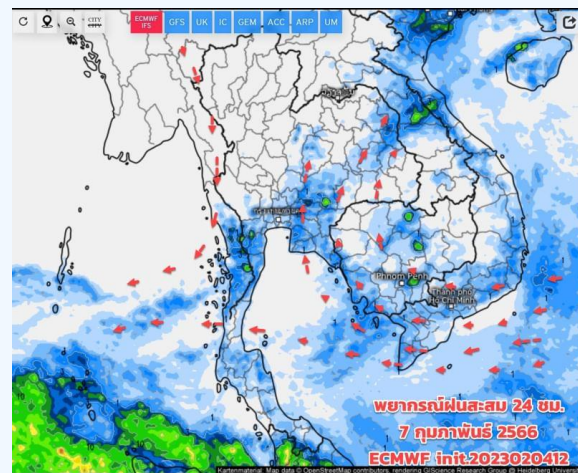 CITY
ECMWF IFS
GFS
UK
IC
GEM
ACC
ARP
UM
Phnom Penh
Thành phố
Hồ Chí Minh
พยากรณ์ฝนสะสม 24 ชม.
7 กุมภาพันธ์ 2566
ECMWF init.2023020412
Kartenmaterial: Map data © OpenStreetMap contributors, rendering GIScience Research Group @ Heidelberg University